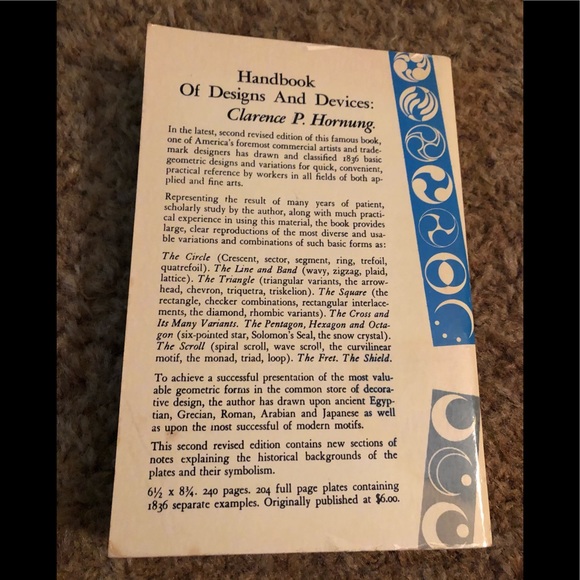 Handbook
Of Designs And Devices:
Clarence P. Hornung.
In the latest, second revised edition of this famous book,
one of America's foremost commercial artists and trade-
mark designers has drawn and classified 1836 basic
geometric designs and variations for quick, convenient,
practical reference by workers in all fields of both ap-
plied and fine arts.
Representing the result of many years of patient,
scholarly study by the author, along with much practi-
cal experience in using this material, the book provides
large, clear reproductions of the most diverse and usa-
ble variations and combinations of such basic forms as:
The Circle (Crescent, sector, segment, ring, trefoil,
quatrefoil). The Line and Band (wavy, zigzag, plaid,
lattice). The Triangle (triangular variants, the arrow-
head, chevron, triquetra, triskelion). The Square (the
rectangle, checker combinations, rectangular interlace-
ments, the diamond, rhombic variants). The Cross and
Its Many Variants. The Pentagon, Hexagon and Octa-
gon (six-pointed star, Solomon's Seal, the snow crystal).
The Scroll (spiral scroll, wave scroll, the curvilinear
motif, the monad, triad, loop). The Fret. The Shield.
To achieve a successful presentation of the most valu-
able geometric forms in the common store of decora-
tive design, the author has drawn upon ancient Egyp-
tian, Grecian, Roman, Arabian and Japanese as well
as upon the most successful of modern motifs.
This second revised edition contains new sections of
notes explaining the historical backgrounds of the
plates and their symbolism.
6½ x 8¾. 240 pages. 204 full page plates containing
1836 separate examples. Originally published at $6.00.